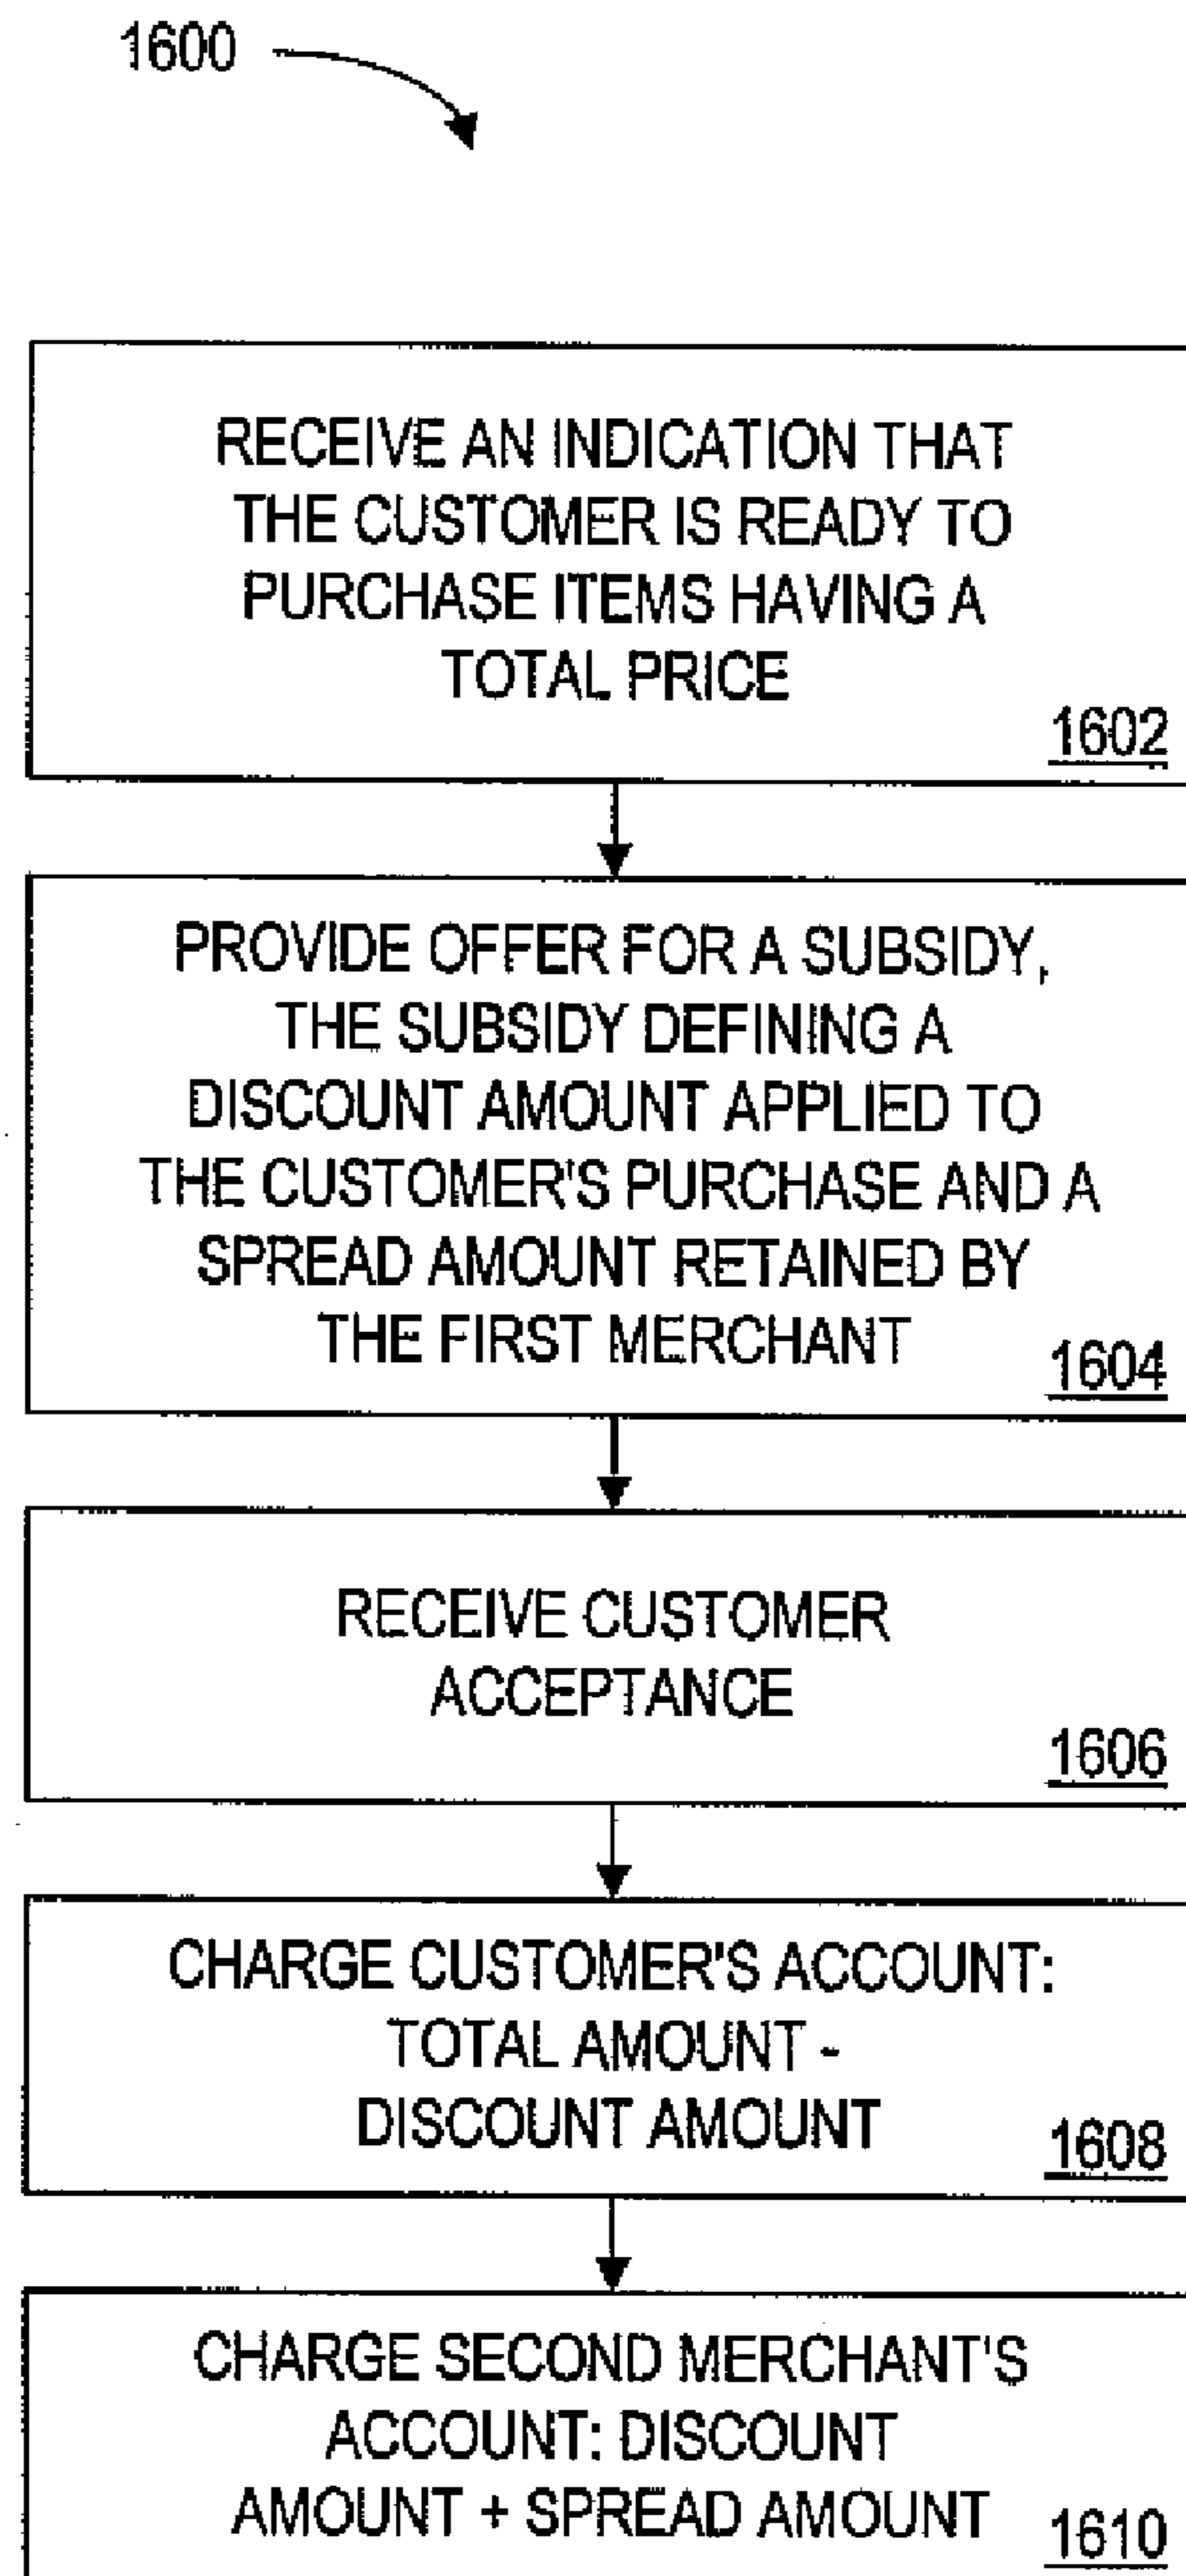 1600
RECEIVE AN INDICATION THAT
THE CUSTOMER IS READY TO
PURCHASE ITEMS HAVING A
TOTAL PRICE
1602
PROVIDE OFFER FOR A SUBSIDY,
THE SUBSIDY DEFINING A
DISCOUNT AMOUNT APPLIED TO
THE CUSTOMER'S PURCHASE AND A
SPREAD AMOUNT RETAINED BY
THE FIRST MERCHANT
1604
RECEIVE CUSTOMER
ACCEPTANCE
1606
CHARGE CUSTOMER'S ACCOUNT:
TOTAL AMOUNT -
DISCOUNT AMOUNT
1608
CHARGE SECOND MERCHANT'S
ACCOUNT: DISCOUNT
AMOUNT + SPREAD AMOUNT
1610